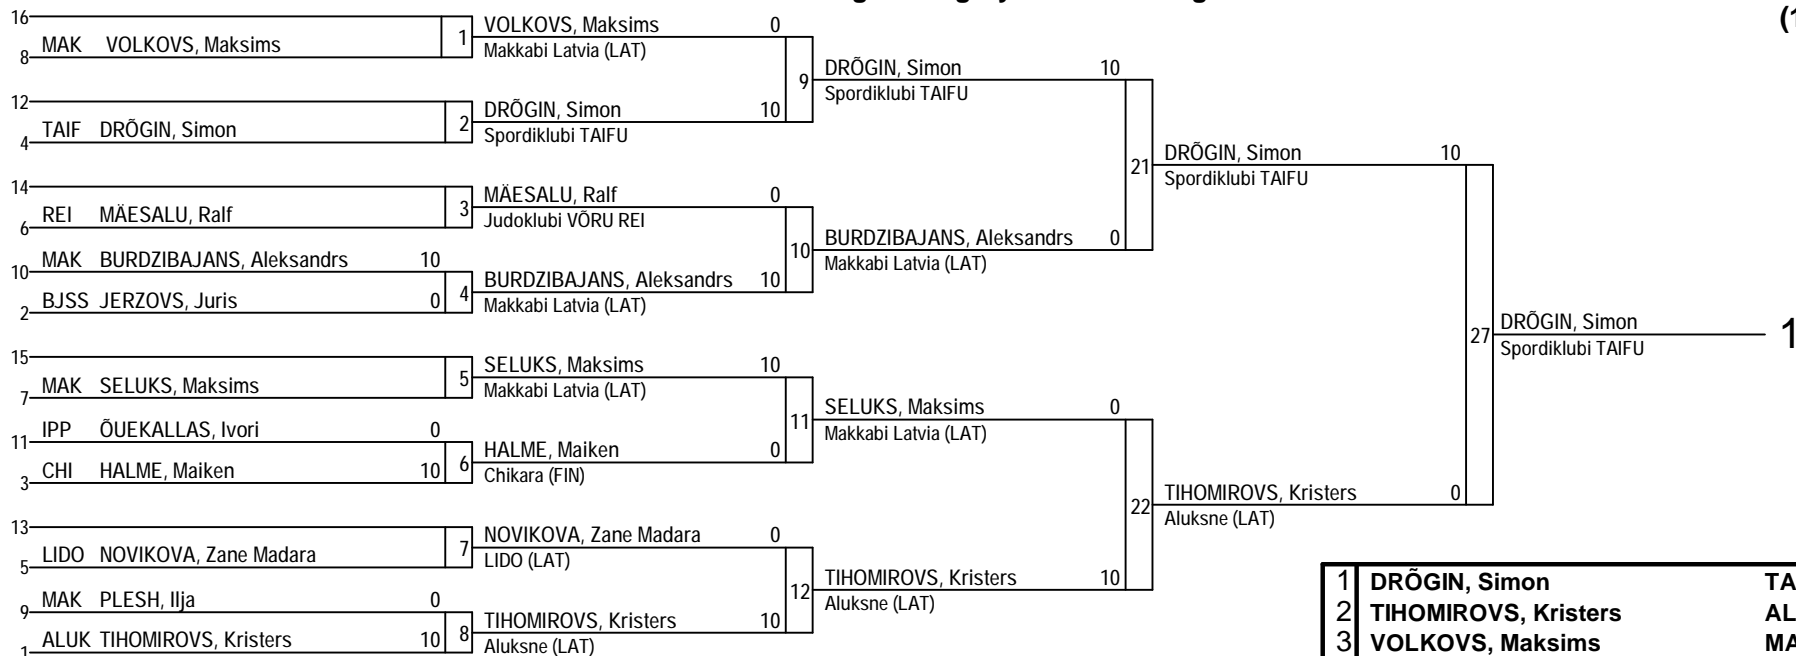 (1
16
MAK VOLKOVS, Maksims
8
1
VOLKOVS, Maksims 0
Makkabi Latvia (LAT)
12
TAIF DRÕGIN, Simon
4
2
DRÕGIN, Simon 10
Spordiklubi TAIFU
9
DRÕGIN, Simon 10
Spordiklubi TAIFU
14
REI MÄESALU, Ralf
6
3
MÄESALU, Ralf 0
Judoklubi VÕRU REI
MAK BURDZIBAJANS, Aleksandrs 10
10
BJSS JERZOVS, Juris 0
2
4
BURDZIBAJANS, Aleksandrs 10
Makkabi Latvia (LAT)
10
BURDZIBAJANS, Aleksandrs 0
Makkabi Latvia (LAT)
21
DRÕGIN, Simon 10
Spordiklubi TAIFU
15
MAK SELUKS, Maksims
7
5
SELUKS, Maksims 10
Makkabi Latvia (LAT)
IPP ÕUEKALLAS, Ivori 0
11
CHI HALME, Maiken 10
3
6
HALME, Maiken 0
Chikara (FIN)
11
SELUKS, Maksims 0
Makkabi Latvia (LAT)
13
LIDO NOVIKOVA, Zane Madara
5
7
NOVIKOVA, Zane Madara 0
LIDO (LAT)
MAK PLESH, Ilja 0
9
ALUK TIHOMIROVS, Kristers 10
1
8
TIHOMIROVS, Kristers 10
Aluksne (LAT)
12
TIHOMIROVS, Kristers 10
Aluksne (LAT)
22
TIHOMIROVS, Kristers 0
Aluksne (LAT)
27
DRÕGIN, Simon
Spordiklubi TAIFU
1
1 DRÕGIN, Simon TA
2 TIHOMIROVS, Kristers AL
3 VOLKOVS, Maksims MA